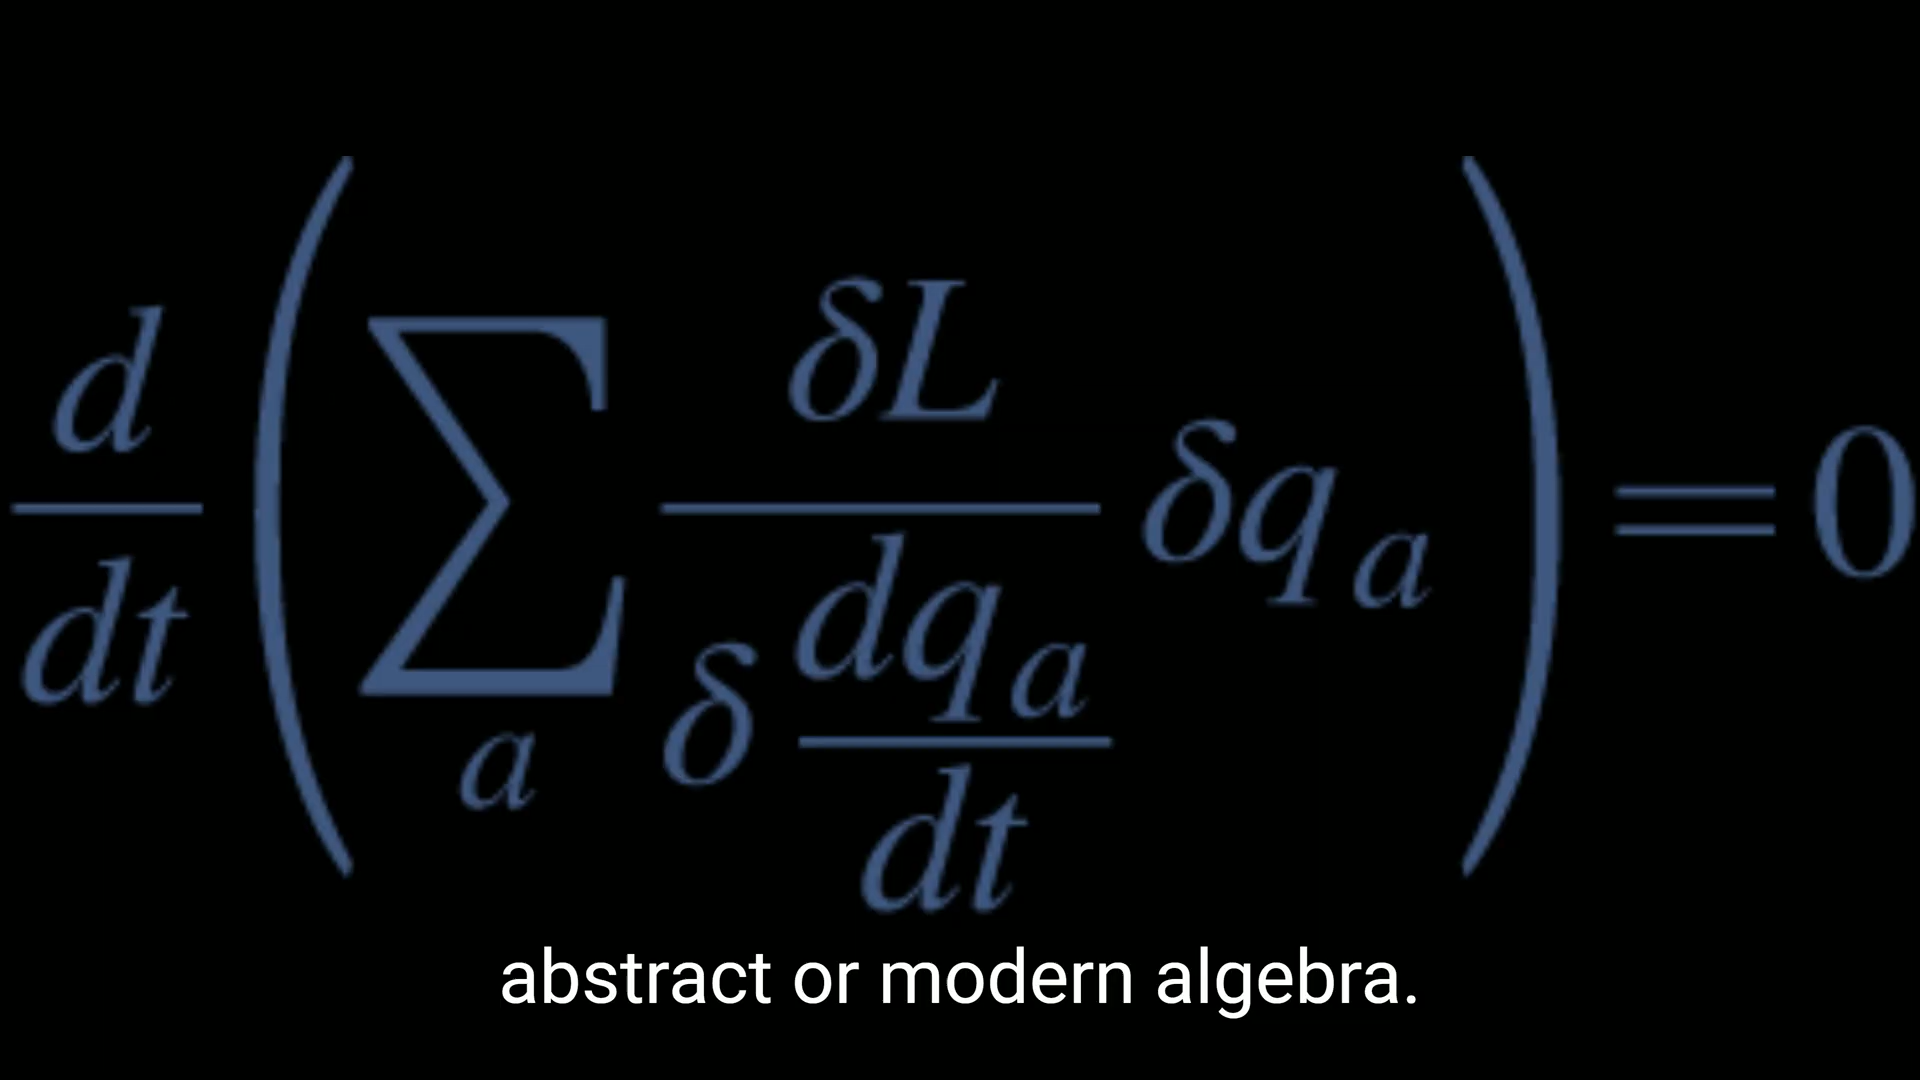 d/dt ( ∑_a δL / (δ dq_a/dt) δq_a ) = 0
abstract or modern algebra.